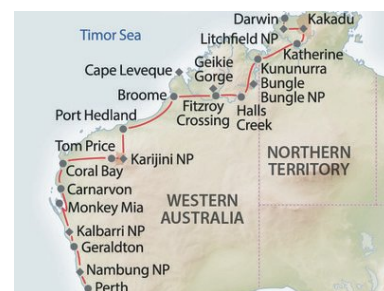 Darwin
Kakadu
Timor Sea
Litchfield NP
Katherine
Geikie
Gorge
Cape Leveque
Kununurra
Bungle
Bungle NP
Broome
Fitzroy
Crossing
Halls
Creek
Port Hedland
Tom Price
Karijini NP
NORTHERN
TERRITORY
Coral Bay
Carnarvon
WESTERN
AUSTRALIA
Monkey Mia
Kalbarri NP
Geraldton
Nambung NP
Perth